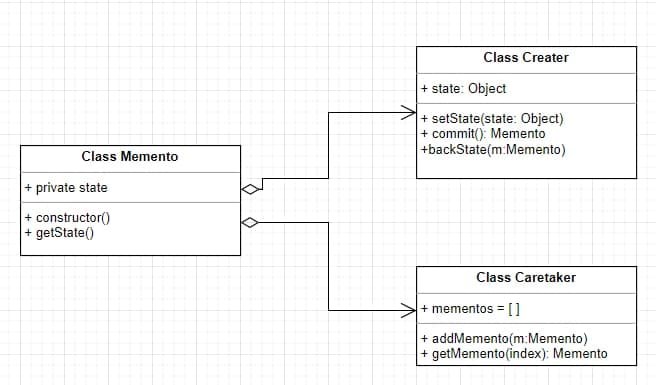 Class Creater
+ state: Object
+ setState(state: Object)
+ commit(): Memento
+backState(m:Memento)
Class Memento
+ private state
+ constructor()
+ getState()
Class Caretaker
+ mementos = [ ]
+ addMemento(m:Memento)
+ getMemento(index): Memento